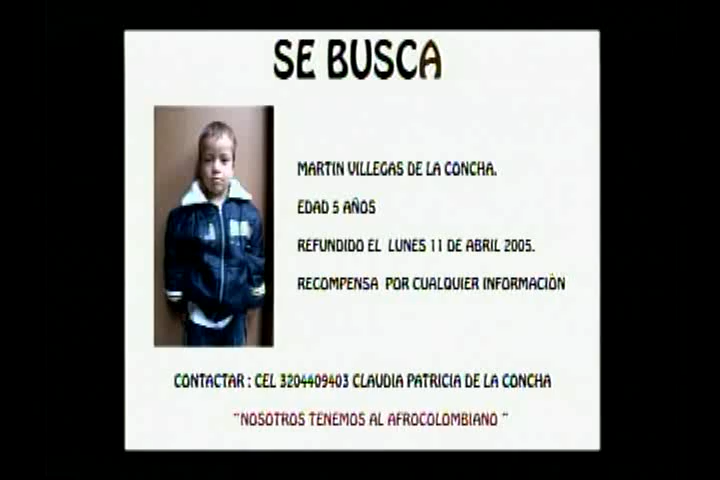 SE BUSCA
MARTIN VILLEGAS DE LA CONCHA.
EDAD 5 AÑOS
REFUNDIDO EL LUNES 11 DE ABRIL 2005.
RECOMPENSA POR CUALQUIER INFORMACIÓN
CONTACTAR : CEL 3204409403 CLAUDIA PATRICIA DE LA CONCHA
"NOSOTROS TENEMOS AL AFROCOLOMBIANO "